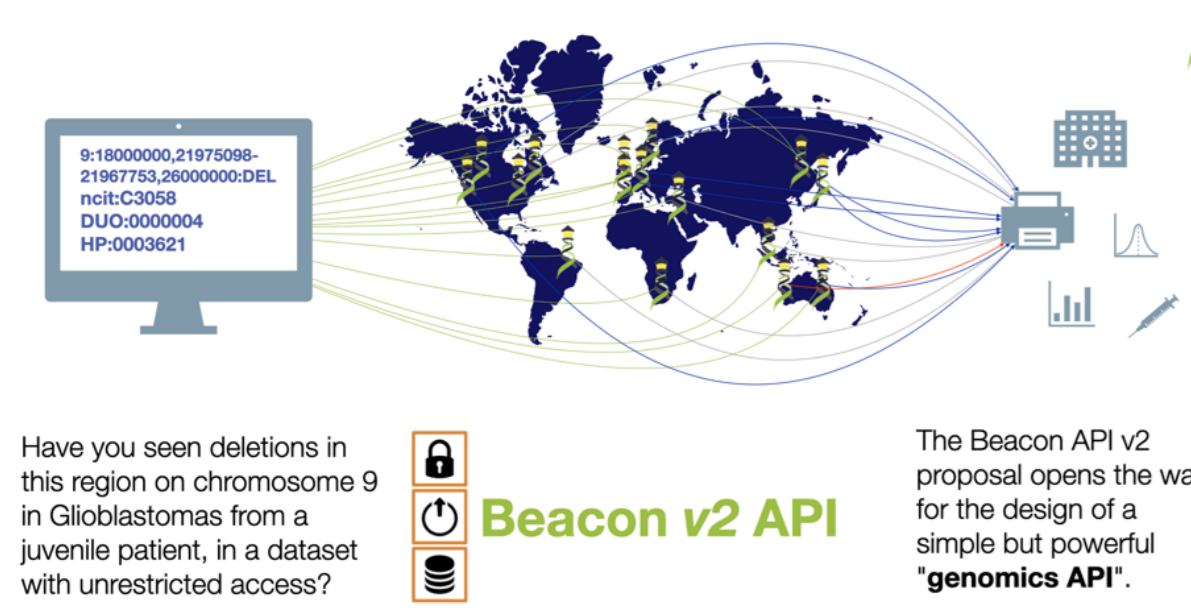 9:18000000,21975098-
21967753,26000000:DEL
ncit:C3058
DUO:0000004
HP:0003621
Have you seen deletions in
this region on chromosome 9
in Glioblastomas from a
juvenile patient, in a dataset
with unrestricted access?
Beacon v2 API
The Beacon API v2
proposal opens the wa
for the design of a
simple but powerful
"genomics API".